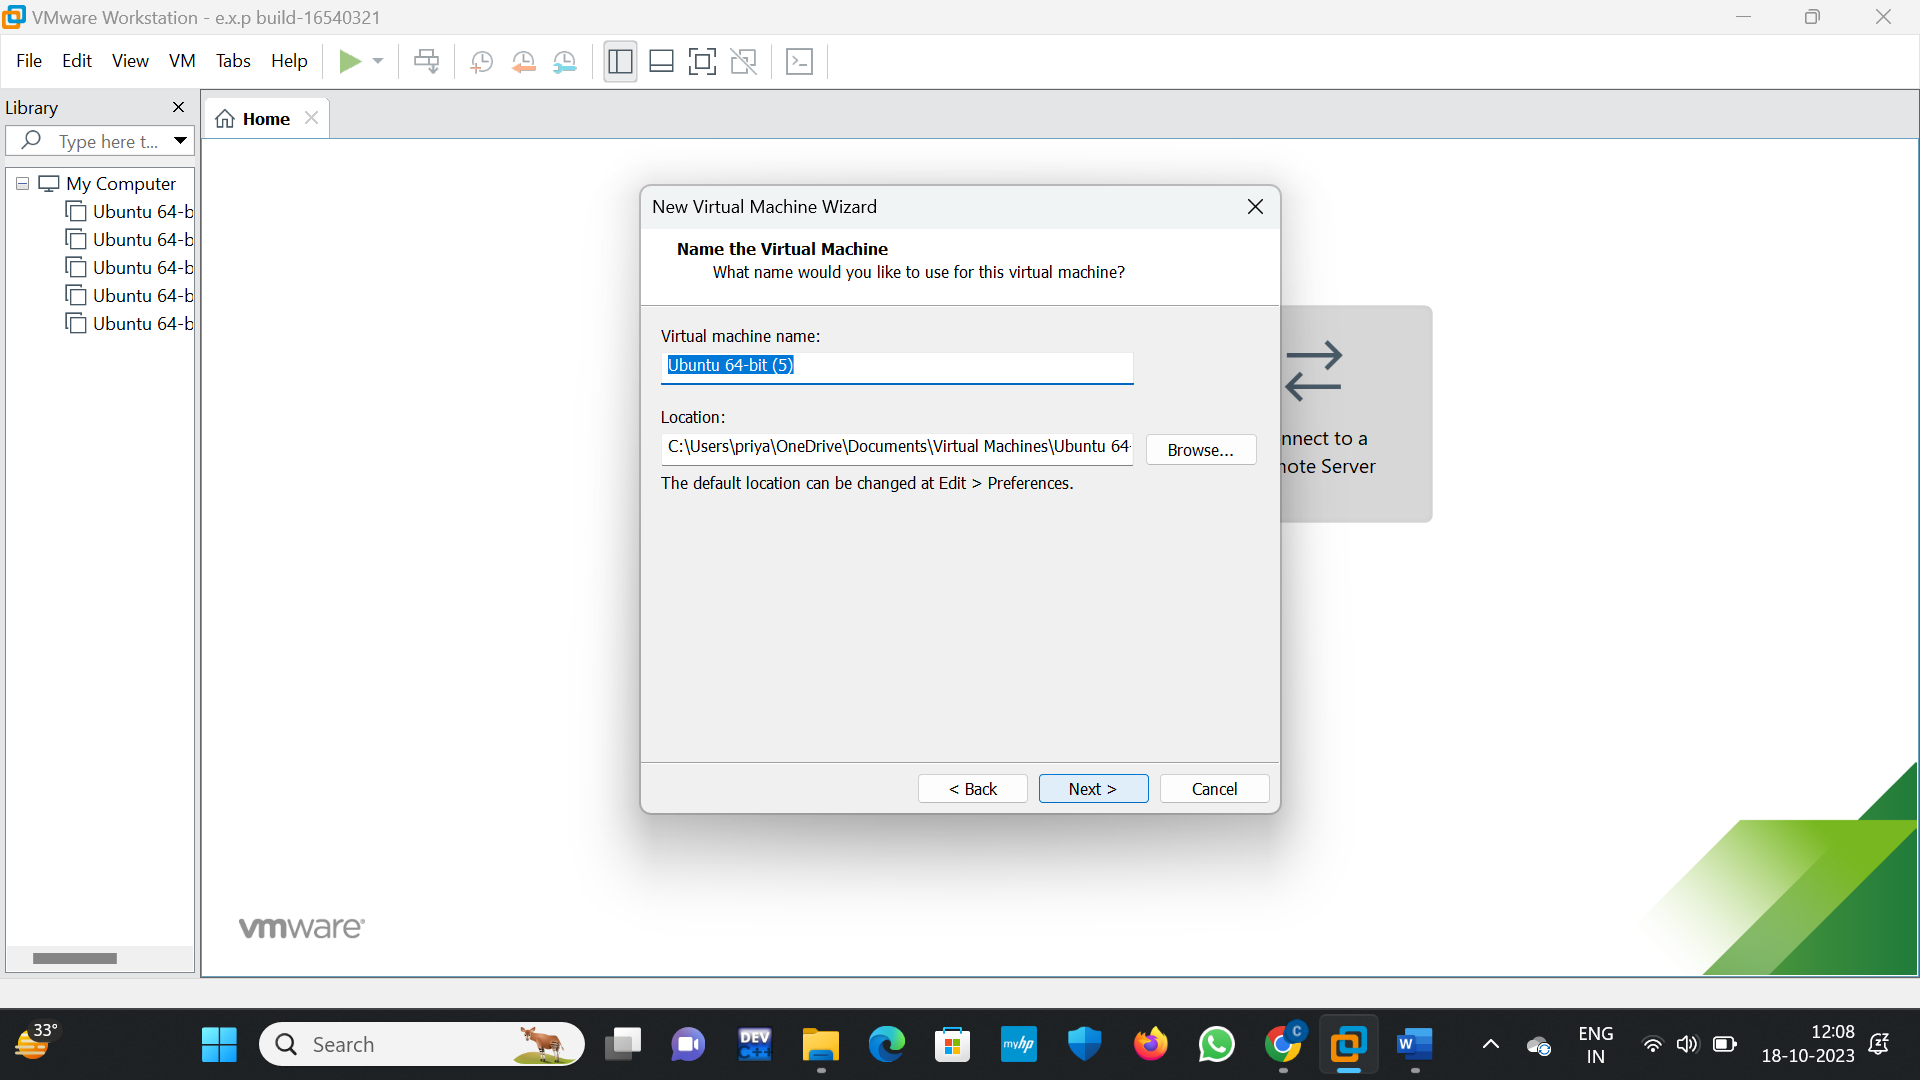 VMware Workstation - e.x.p build-16540321
File Edit View VM Tabs Help
Library
Type here t...
Home
My Computer
Ubuntu 64-b
Ubuntu 64-b
Ubuntu 64-b
Ubuntu 64-b
Ubuntu 64-b
New Virtual Machine Wizard
Name the Virtual Machine
What name would you like to use for this virtual machine?
Virtual machine name:
Ubuntu 64-bit (5)
Location:
C:\Users\priya\OneDrive\Documents\Virtual Machines\Ubuntu 64-
Browse...
The default location can be changed at Edit > Preferences.
nnect to a
note Server
< Back Next > Cancel
vmware
33°
Search
DEV
C++
myhp
C
W
ENG
IN
12:08
18-10-2023